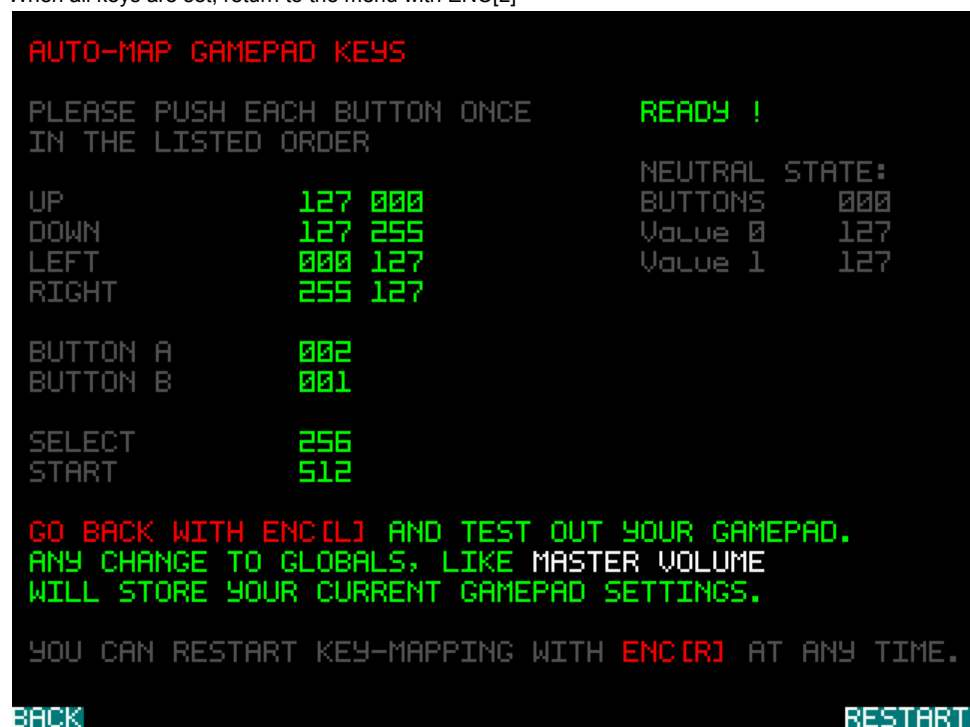 When all keys are set, return to the menu with ENC[L]
AUTO-MAP GAMEPAD KEYS
PLEASE PUSH EACH BUTTON ONCE READY !
IN THE LISTED ORDER
NEUTRAL STATE:
UP 127 000 BUTTONS 000
DOWN 127 255 Value 0 127
LEFT 000 127 Value 1 127
RIGHT 255 127
BUTTON A 002
BUTTON B 001
SELECT 256
START 512
GO BACK WITH ENC[L] AND TEST OUT YOUR GAMEPAD.
ANY CHANGE TO GLOBALS, LIKE MASTER VOLUME
WILL STORE YOUR CURRENT GAMEPAD SETTINGS.
YOU CAN RESTART KEY-MAPPING WITH ENC[R] AT ANY TIME.
BACK RESTART